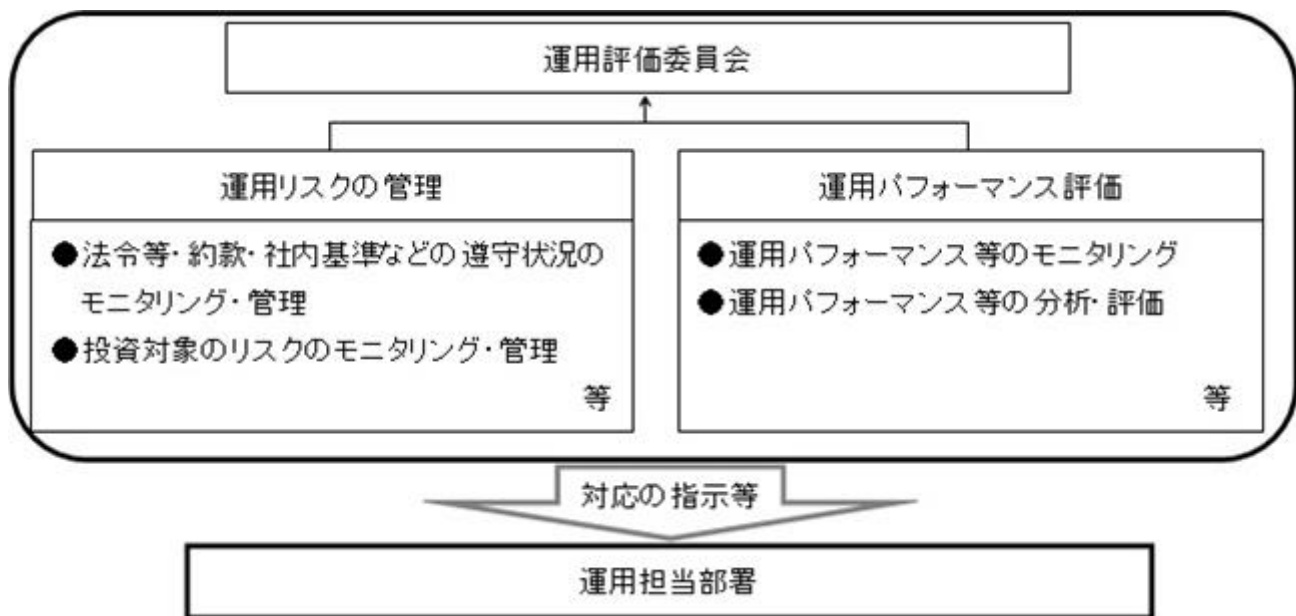 運用評価委員会
運用リスクの管理
●法令等・約款・社内基準などの遵守状況の
モニタリング・管理
●投資対象のリスクのモニタリング・管理
等
運用パフォーマンス評価
●運用パフォーマンス等のモニタリング
●運用パフォーマンス等の分析・評価
等
対応の指示等
運用担当部署